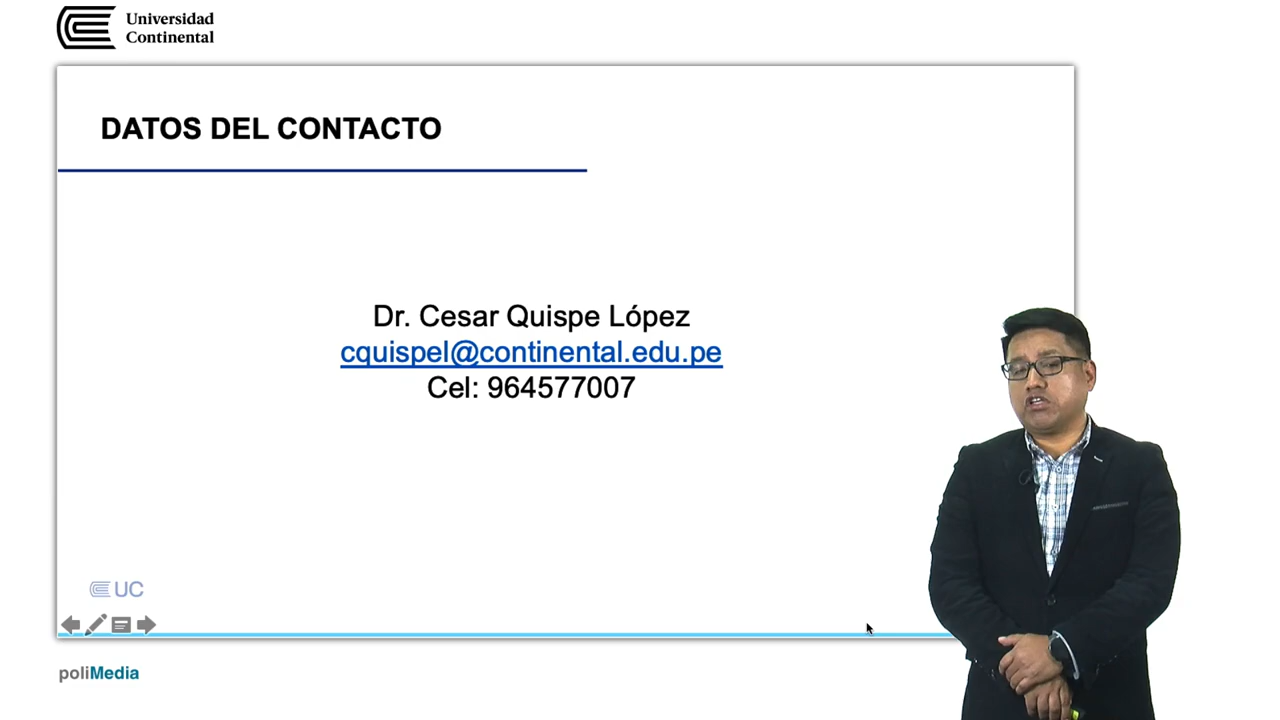 Universidad
Continental
DATOS DEL CONTACTO
Dr. Cesar Quispe López
cquispel@continental.edu.pe
Cel: 964577007
UC
poliMedia